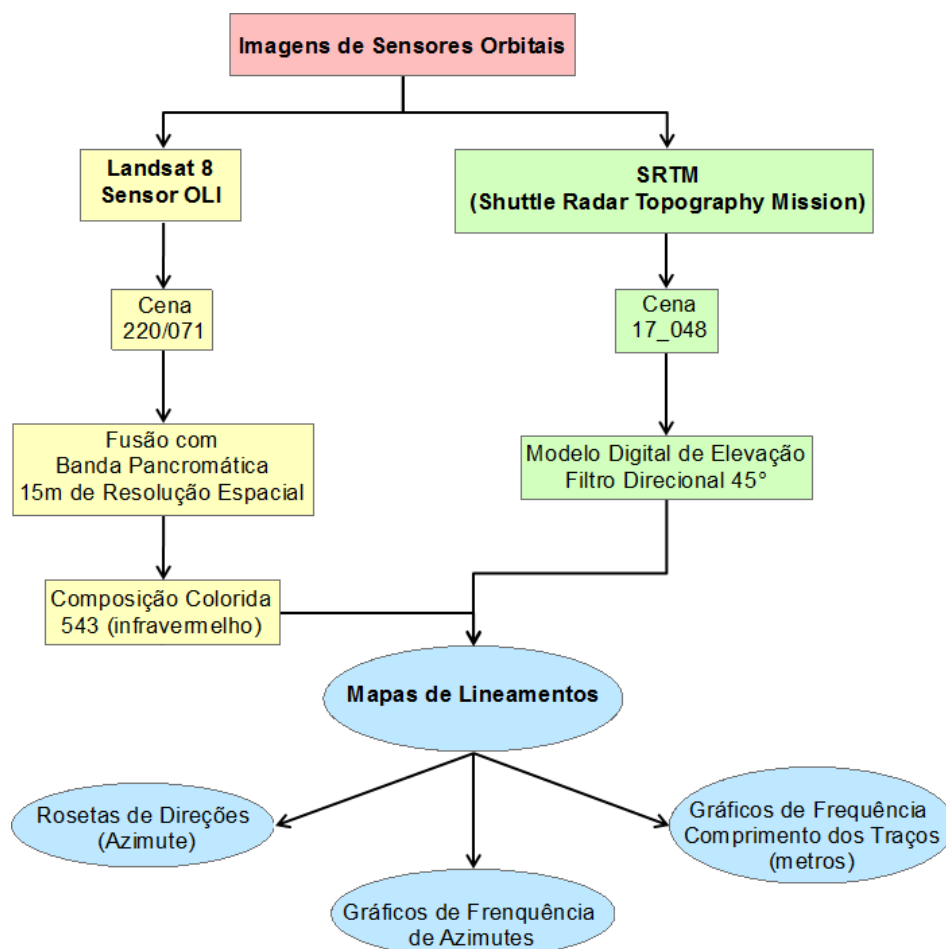 Imagens de Sensores Orbitais
Landsat 8
Sensor OLI
SRTM
(Shuttle Radar Topography Mission)
Cena
220/071
Cena
17_048
Fusão com
Banda Pancromática
15m de Resolução Espacial
Modelo Digital de Elevação
Filtro Direcional 45°
Composição Colorida
543 (infravermelho)
Mapas de Lineamentos
Rosetas de Direções
(Azimute)
Gráficos de Frenquência
de Azimutes
Gráficos de Frequência
Comprimento dos Traços
(metros)